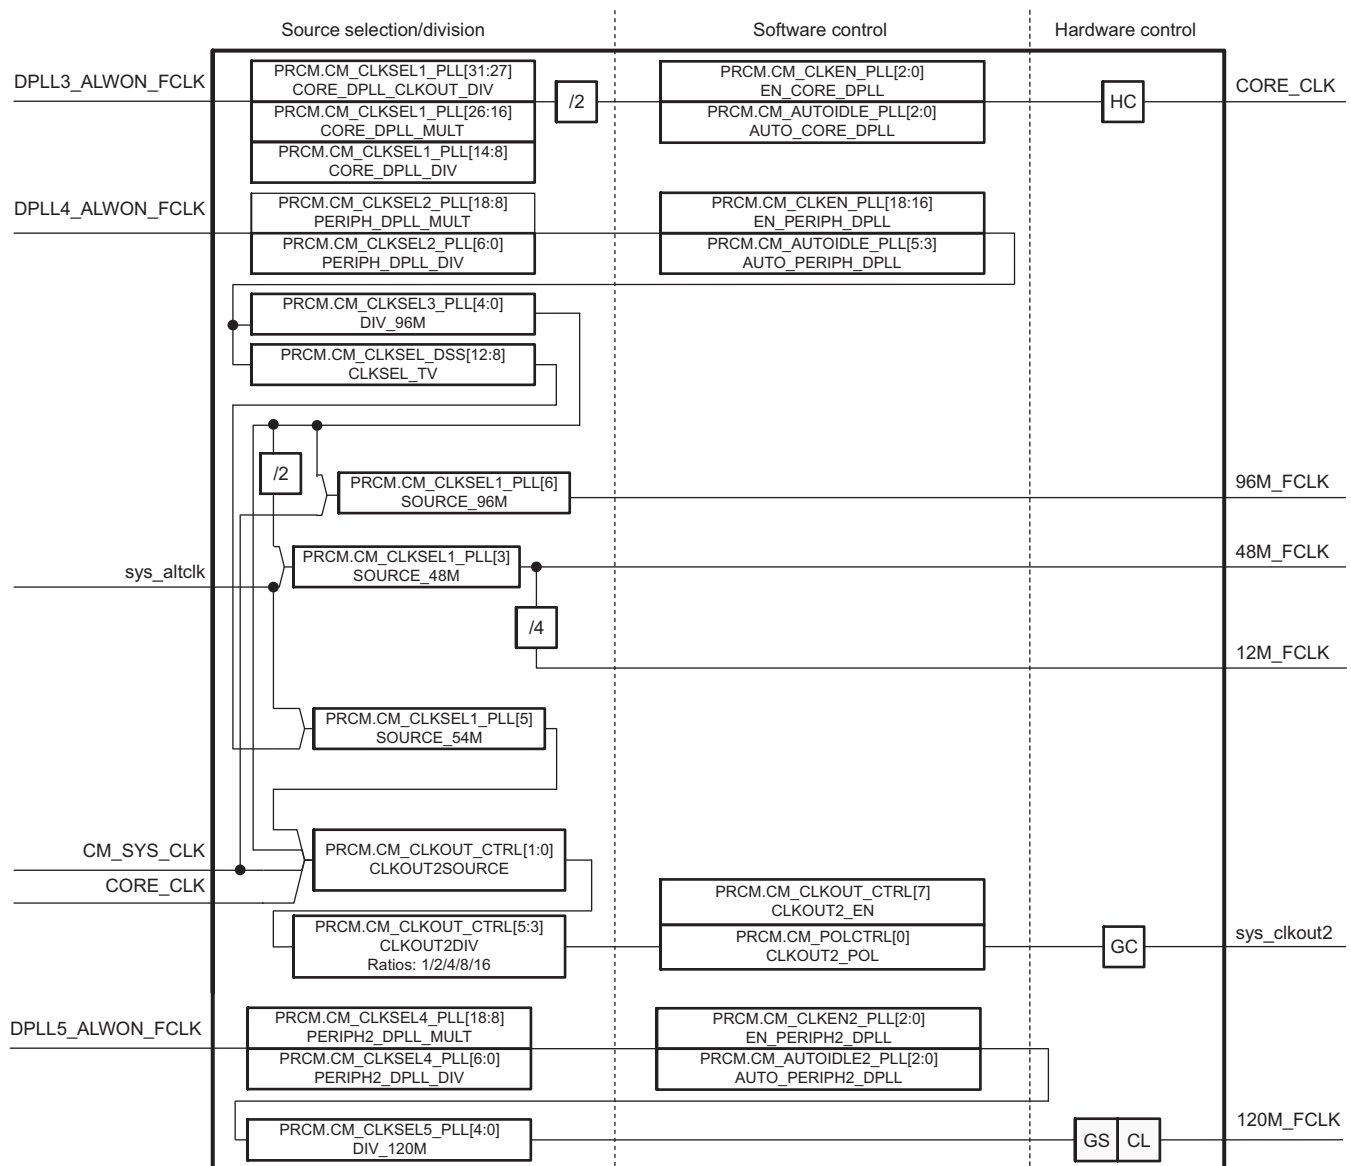 Source selection/division
Software control
Hardware control
DPLL3_ALWON_FCLK
PRCM.CM_CLKSEL1_PLL[31:27]
CORE_DPLL_CLKOUT_DIV
/2
PRCM.CM_CLKEN_PLL[2:0]
EN_CORE_DPLL
HC
CORE_CLK
PRCM.CM_CLKSEL1_PLL[26:16]
CORE_DPLL_MULT
PRCM.CM_AUTOIDLE_PLL[2:0]
AUTO_CORE_DPLL
PRCM.CM_CLKSEL1_PLL[14:8]
CORE_DPLL_DIV
DPLL4_ALWON_FCLK
PRCM.CM_CLKSEL2_PLL[18:8]
PERIPH_DPLL_MULT
PRCM.CM_CLKEN_PLL[18:16]
EN_PERIPH_DPLL
PRCM.CM_CLKSEL2_PLL[6:0]
PERIPH_DPLL_DIV
PRCM.CM_AUTOIDLE_PLL[5:3]
AUTO_PERIPH_DPLL
PRCM.CM_CLKSEL3_PLL[4:0]
DIV_96M
PRCM.CM_CLKSEL_DSS[12:8]
CLKSEL_TV
/2
PRCM.CM_CLKSEL1_PLL[6]
SOURCE_96M
96M_FCLK
sys_altclk
PRCM.CM_CLKSEL1_PLL[3]
SOURCE_48M
48M_FCLK
/4
12M_FCLK
PRCM.CM_CLKSEL1_PLL[5]
SOURCE_54M
CM_SYS_CLK
CORE_CLK
PRCM.CM_CLKOUT_CTRL[1:0]
CLKOUT2SOURCE
PRCM.CM_CLKOUT_CTRL[5:3]
CLKOUT2DIV
Ratios: 1/2/4/8/16
PRCM.CM_CLKOUT_CTRL[7]
CLKOUT2_EN
PRCM.CM_POLCTRL[0]
CLKOUT2_POL
GC
sys_clkout2
DPLL5_ALWON_FCLK
PRCM.CM_CLKSEL4_PLL[18:8]
PERIPH2_DPLL_MULT
PRCM.CM_CLKEN2_PLL[2:0]
EN_PERIPH2_DPLL
PRCM.CM_CLKSEL4_PLL[6:0]
PERIPH2_DPLL_DIV
PRCM.CM_AUTOIDLE2_PLL[2:0]
AUTO_PERIPH2_DPLL
PRCM.CM_CLKSEL5_PLL[4:0]
DIV_120M
GS
CL
120M_FCLK